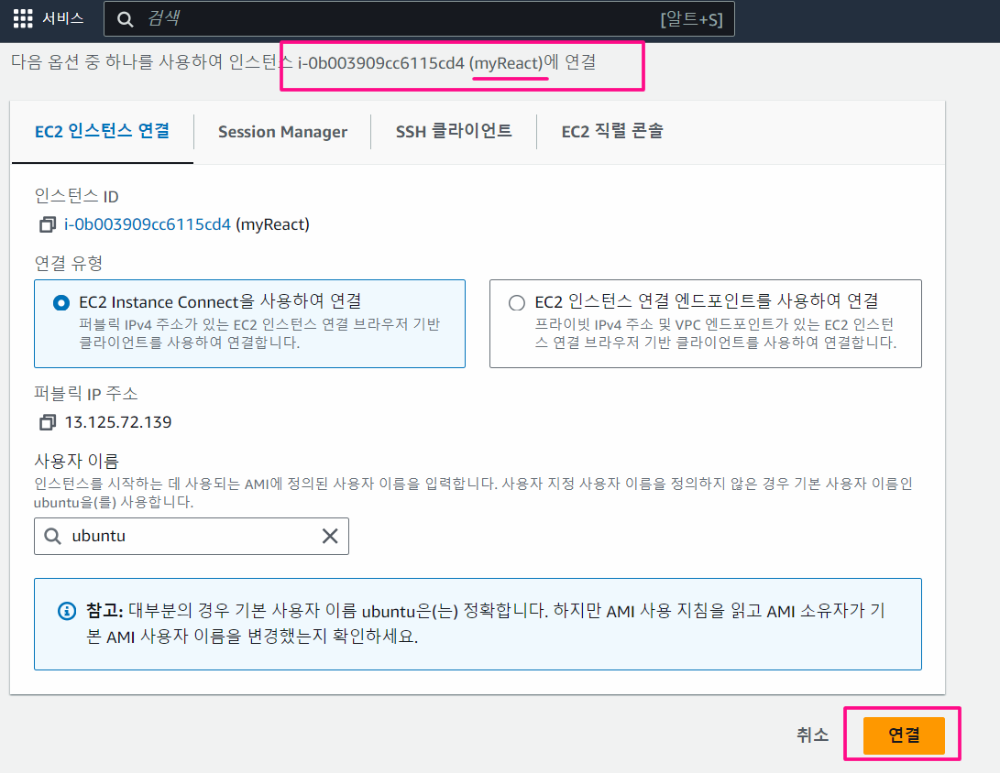 서비스
검색
[알트+S]
다음 옵션 중 하나를 사용하여 인스턴스 i-0b003909cc6115cd4 (myReact)에 연결
EC2 인스턴스 연결
Session Manager
SSH 클라이언트
EC2 직렬 콘솔
인스턴스 ID
i-0b003909cc6115cd4 (myReact)
연결 유형
EC2 Instance Connect을 사용하여 연결
퍼블릭 IPv4 주소가 있는 EC2 인스턴스 연결 브라우저 기반
클라이언트를 사용하여 연결합니다.
EC2 인스턴스 연결 엔드포인트를 사용하여 연결
프라이빗 IPv4 주소 및 VPC 엔드포인트가 있는 EC2 인스턴
스 연결 브라우저 기반 클라이언트를 사용하여 연결합니다.
퍼블릭 IP 주소
13.125.72.139
사용자 이름
인스턴스를 시작하는 데 사용되는 AMI에 정의된 사용자 이름을 입력합니다. 사용자 지정 사용자 이름을 정의하지 않은 경우 기본 사용자 이름인
ubuntu을(를) 사용합니다.
ubuntu
참고: 대부분의 경우 기본 사용자 이름 ubuntu은(는) 정확합니다. 하지만 AMI 사용 지침을 읽고 AMI 소유자가 기
본 AMI 사용자 이름을 변경했는지 확인하세요.
취소
연결